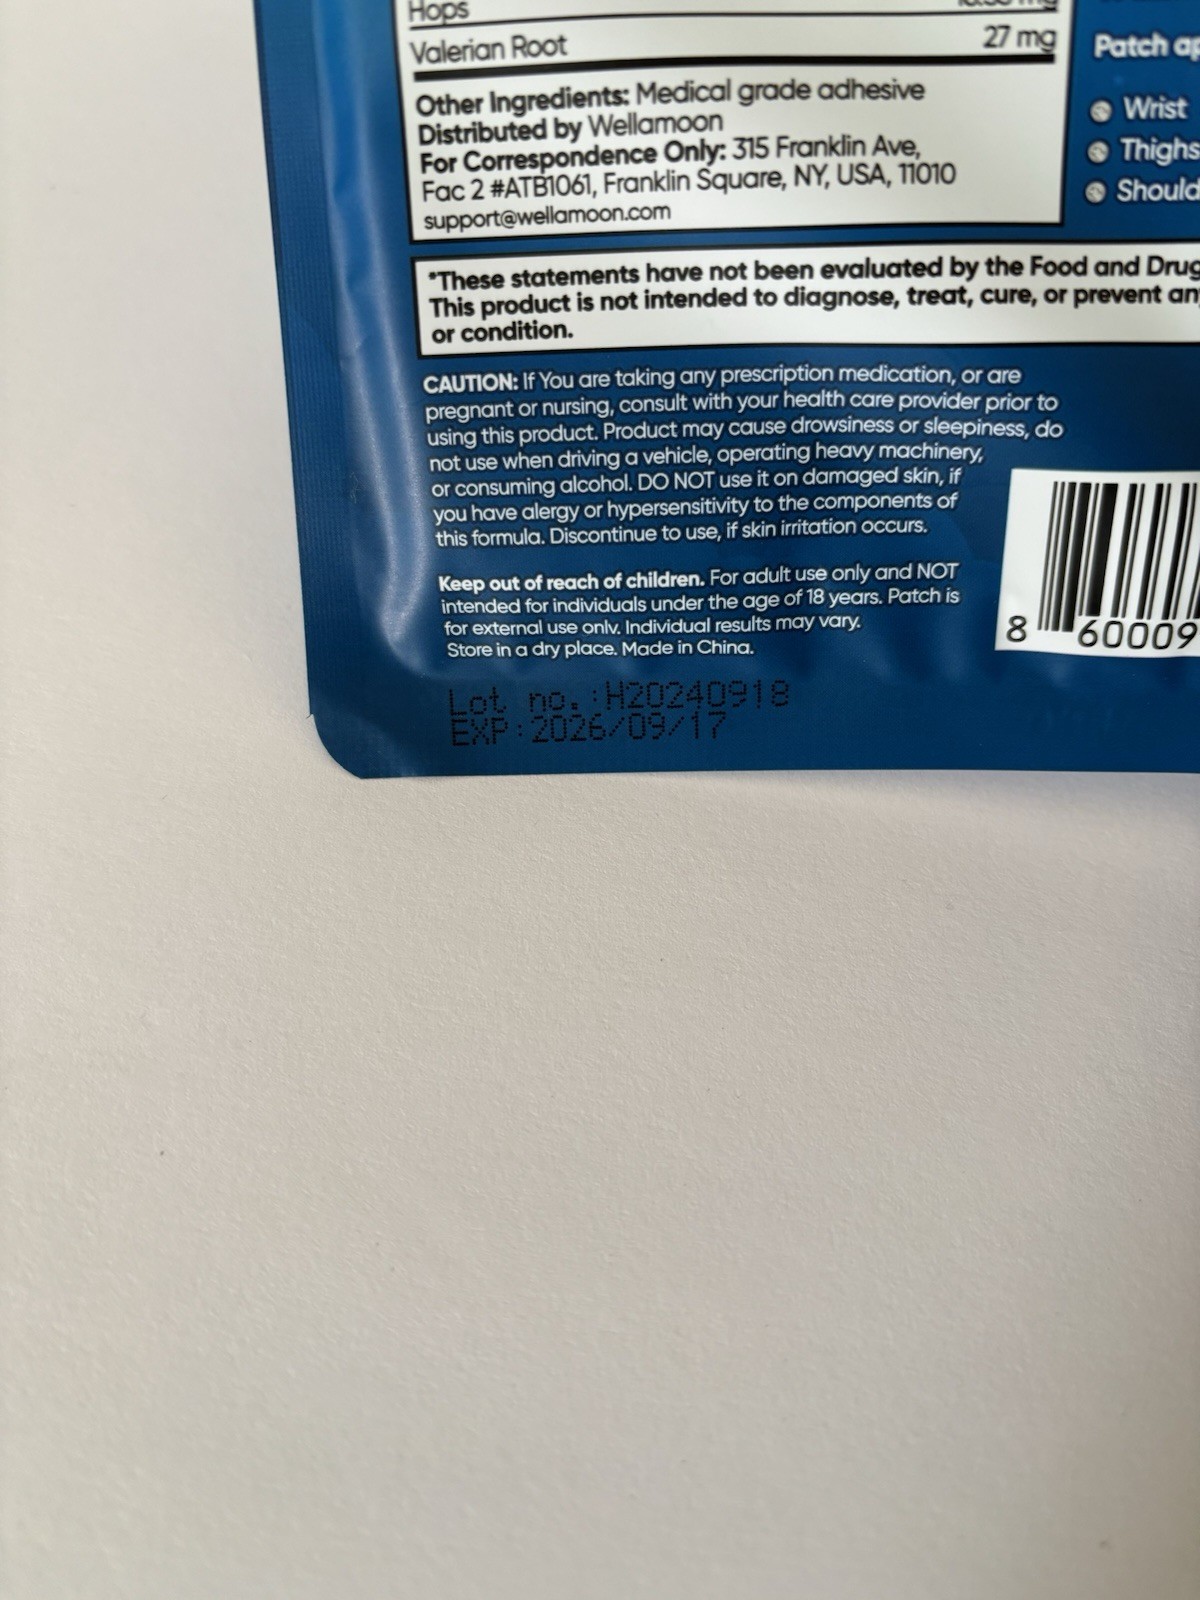 Hops
Valerian Root 27 mg
Other Ingredients: Medical grade adhesive
Distributed by Wellamoon
For Correspondence Only: 315 Franklin Ave,
Fac 2 #ATB1061, Franklin Square, NY, USA, 11010
support@wellamoon.com
*These statements have not been evaluated by the Food and Drug
This product is not intended to diagnose, treat, cure, or prevent
or condition.
CAUTION: If You are taking any prescription medication, or are
pregnant or nursing, consult with your health care provider prior to
using this product. Product may cause drowsiness or sleepiness, do
not use when driving a vehicle, operating heavy machinery,
or consuming alcohol. DO NOT use it on damaged skin, if
you have alergy or hypersensitivity to the components of
this formula. Discontinue to use, if skin irritation occurs.
Keep out of reach of children. For adult use only and NOT
intended for individuals under the age of 18 years. Patch is
for external use only. Individual results may vary.
Store in a dry place. Made in China.
Lot no.:H20240918
EXP:2026/09/17
Patch
Wrist
Thighs
8 60009